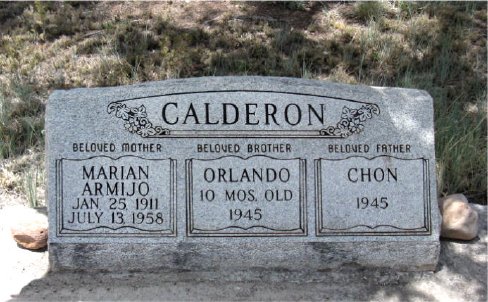 CALDERON
BELOVED MOTHER
MARIAN
ARMIJO
JAN 25 1911
JULY 13 1958
BELOVED BROTHER
ORLANDO
10 MOS. OLD
1945
BELOVED FATHER
CHON
1945